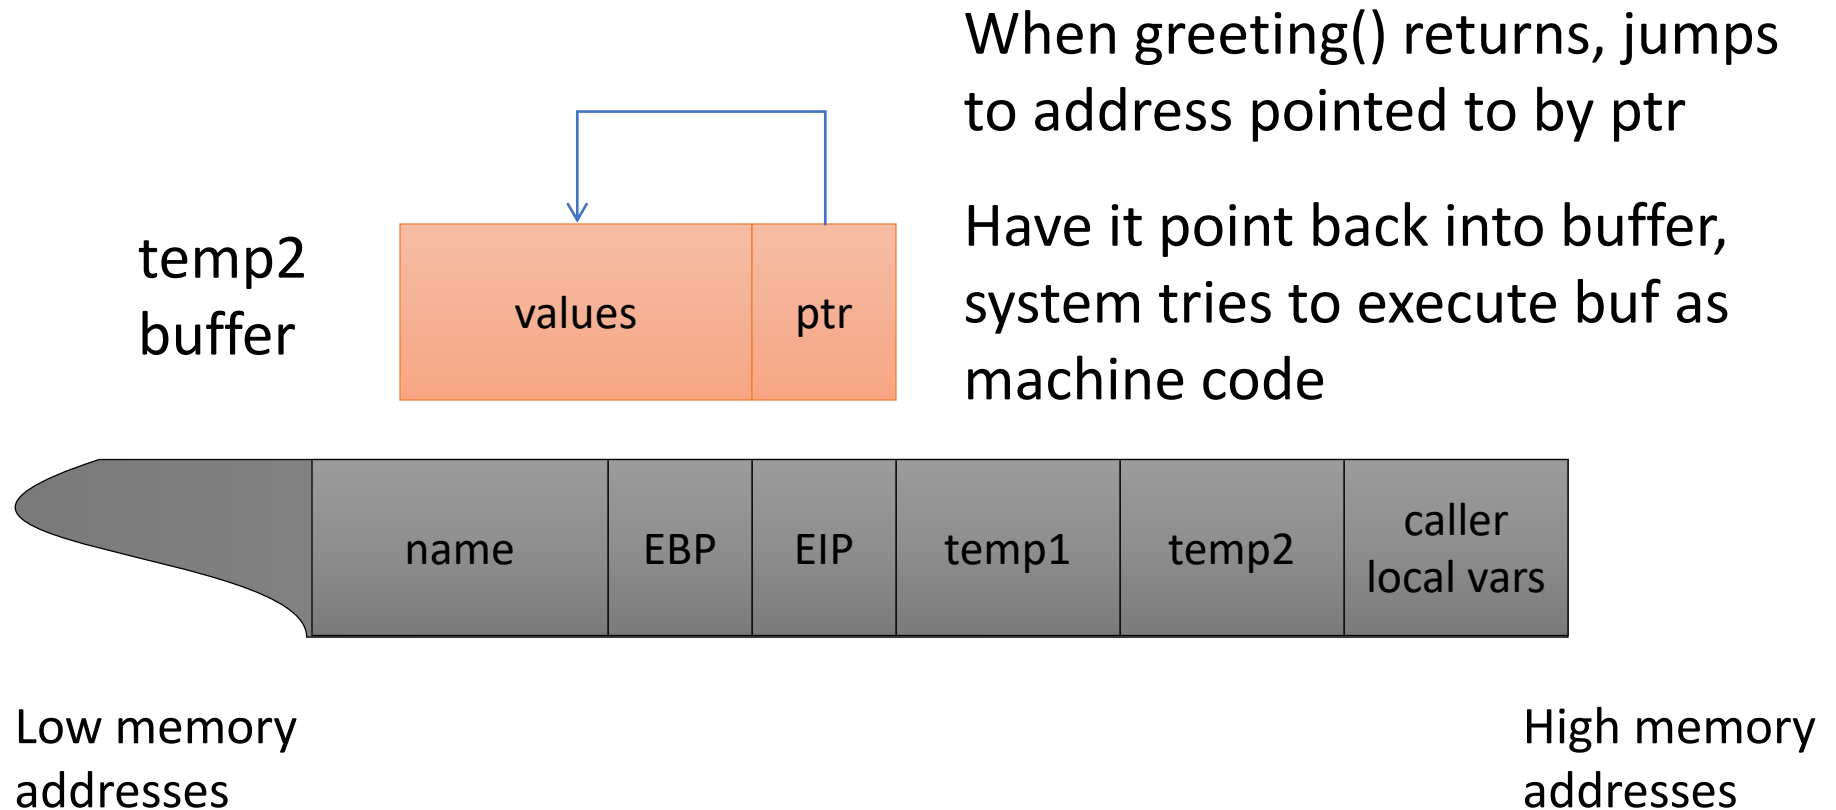 When greeting() returns, jumps
to address pointed to by ptr
Have it point back into buffer,
system tries to execute buf as
machine code
temp2
buffer
values
ptr
name
EBP
EIP
temp1
temp2
caller
local vars
Low memory
addresses
High memory
addresses